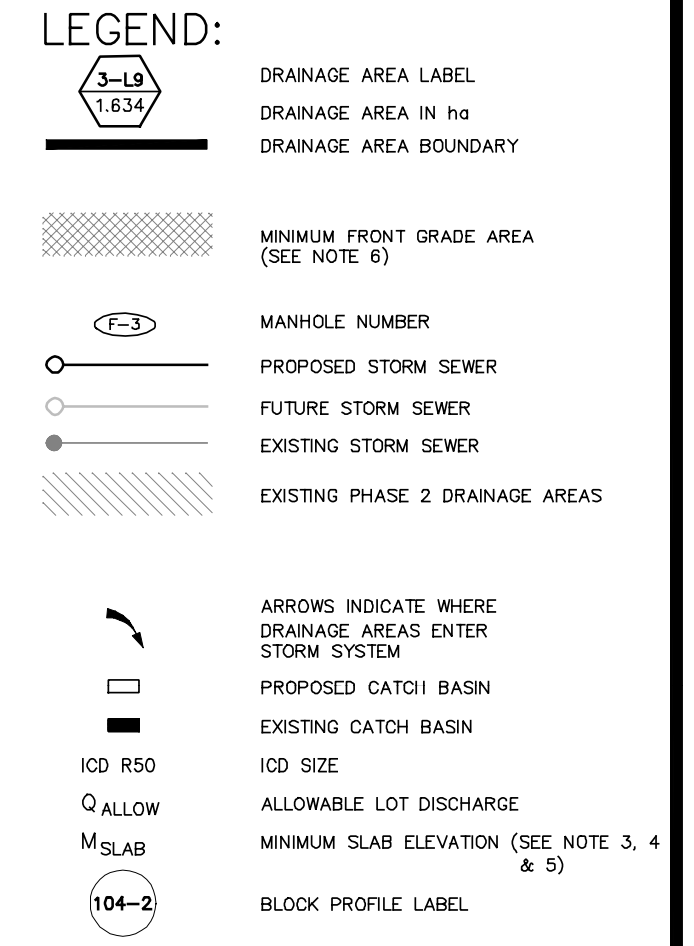 LEGEND:
3-L9
DRAINAGE AREA LABEL
1.634
DRAINAGE AREA IN ha
DRAINAGE AREA BOUNDARY
MINIMUM FRONT GRADE AREA
(SEE NOTE 6)
F-3
MANHOLE NUMBER
PROPOSED STORM SEWER
FUTURE STORM SEWER
EXISTING STORM SEWER
EXISTING PHASE 2 DRAINAGE AREAS
ARROWS INDICATE WHERE
DRAINAGE AREAS ENTER
STORM SYSTEM
PROPOSED CATCH BASIN
EXISTING CATCH BASIN
ICD R50
ICD SIZE
Q ALLOW
ALLOWABLE LOT DISCHARGE
M SLAB
MINIMUM SLAB ELEVATION (SEE NOTE 3, 4
& 5)
104-2
BLOCK PROFILE LABEL